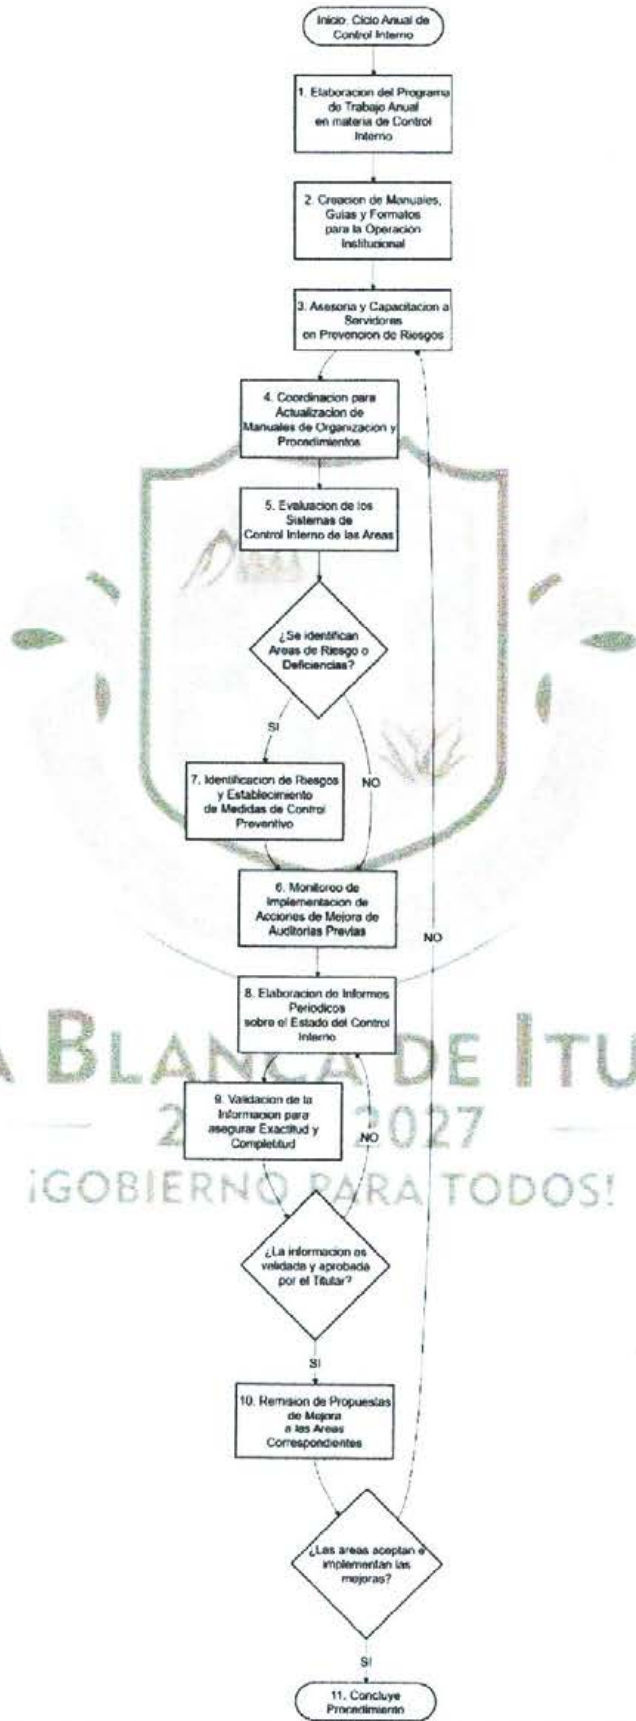 Inicio: Ciclo Anual de
Control Interno
1. Elaboracion del Programa
de Trabajo Anual
en materia de Control
Interno
2. Creacion de Manuales,
Guias y Formatos
para la Operacion
Institucional
3. Asesoria y Capacitacion a
Servidores
en Prevencion de Riesgos
4. Coordinacion para
Actualizacion de
Manuales de Organizacion y
Procedimientos
5. Evaluacion de los
Sistemas de
Control Interno de las Areas
¿Se identifican
Areas de Riesgo o
Deficiencias?
SI
NO
7. Identificacion de Riesgos
y Establecimiento
de Medidas de Control
Preventivo
6. Monitoreo de
Implementacion de
Acciones de Mejora de
Auditorias Previas
NO
8. Elaboracion de Informes
Periodicos
sobre el Estado del Control
Interno
A BLANCA DE ITU
9. Validacion de la
Informacion para
asegurar Exactitud y
Completitud
NO
2 2027
¡GOBIERNO PARA TODOS!
¿La informacion es
validada y aprobada
por el Titular?
SI
10. Remision de Propuestas
de Mejora
a las Areas
Correspondientes
¿Las areas aceptan e
implementan las
mejoras?
SI
11. Concluye
Procedimiento